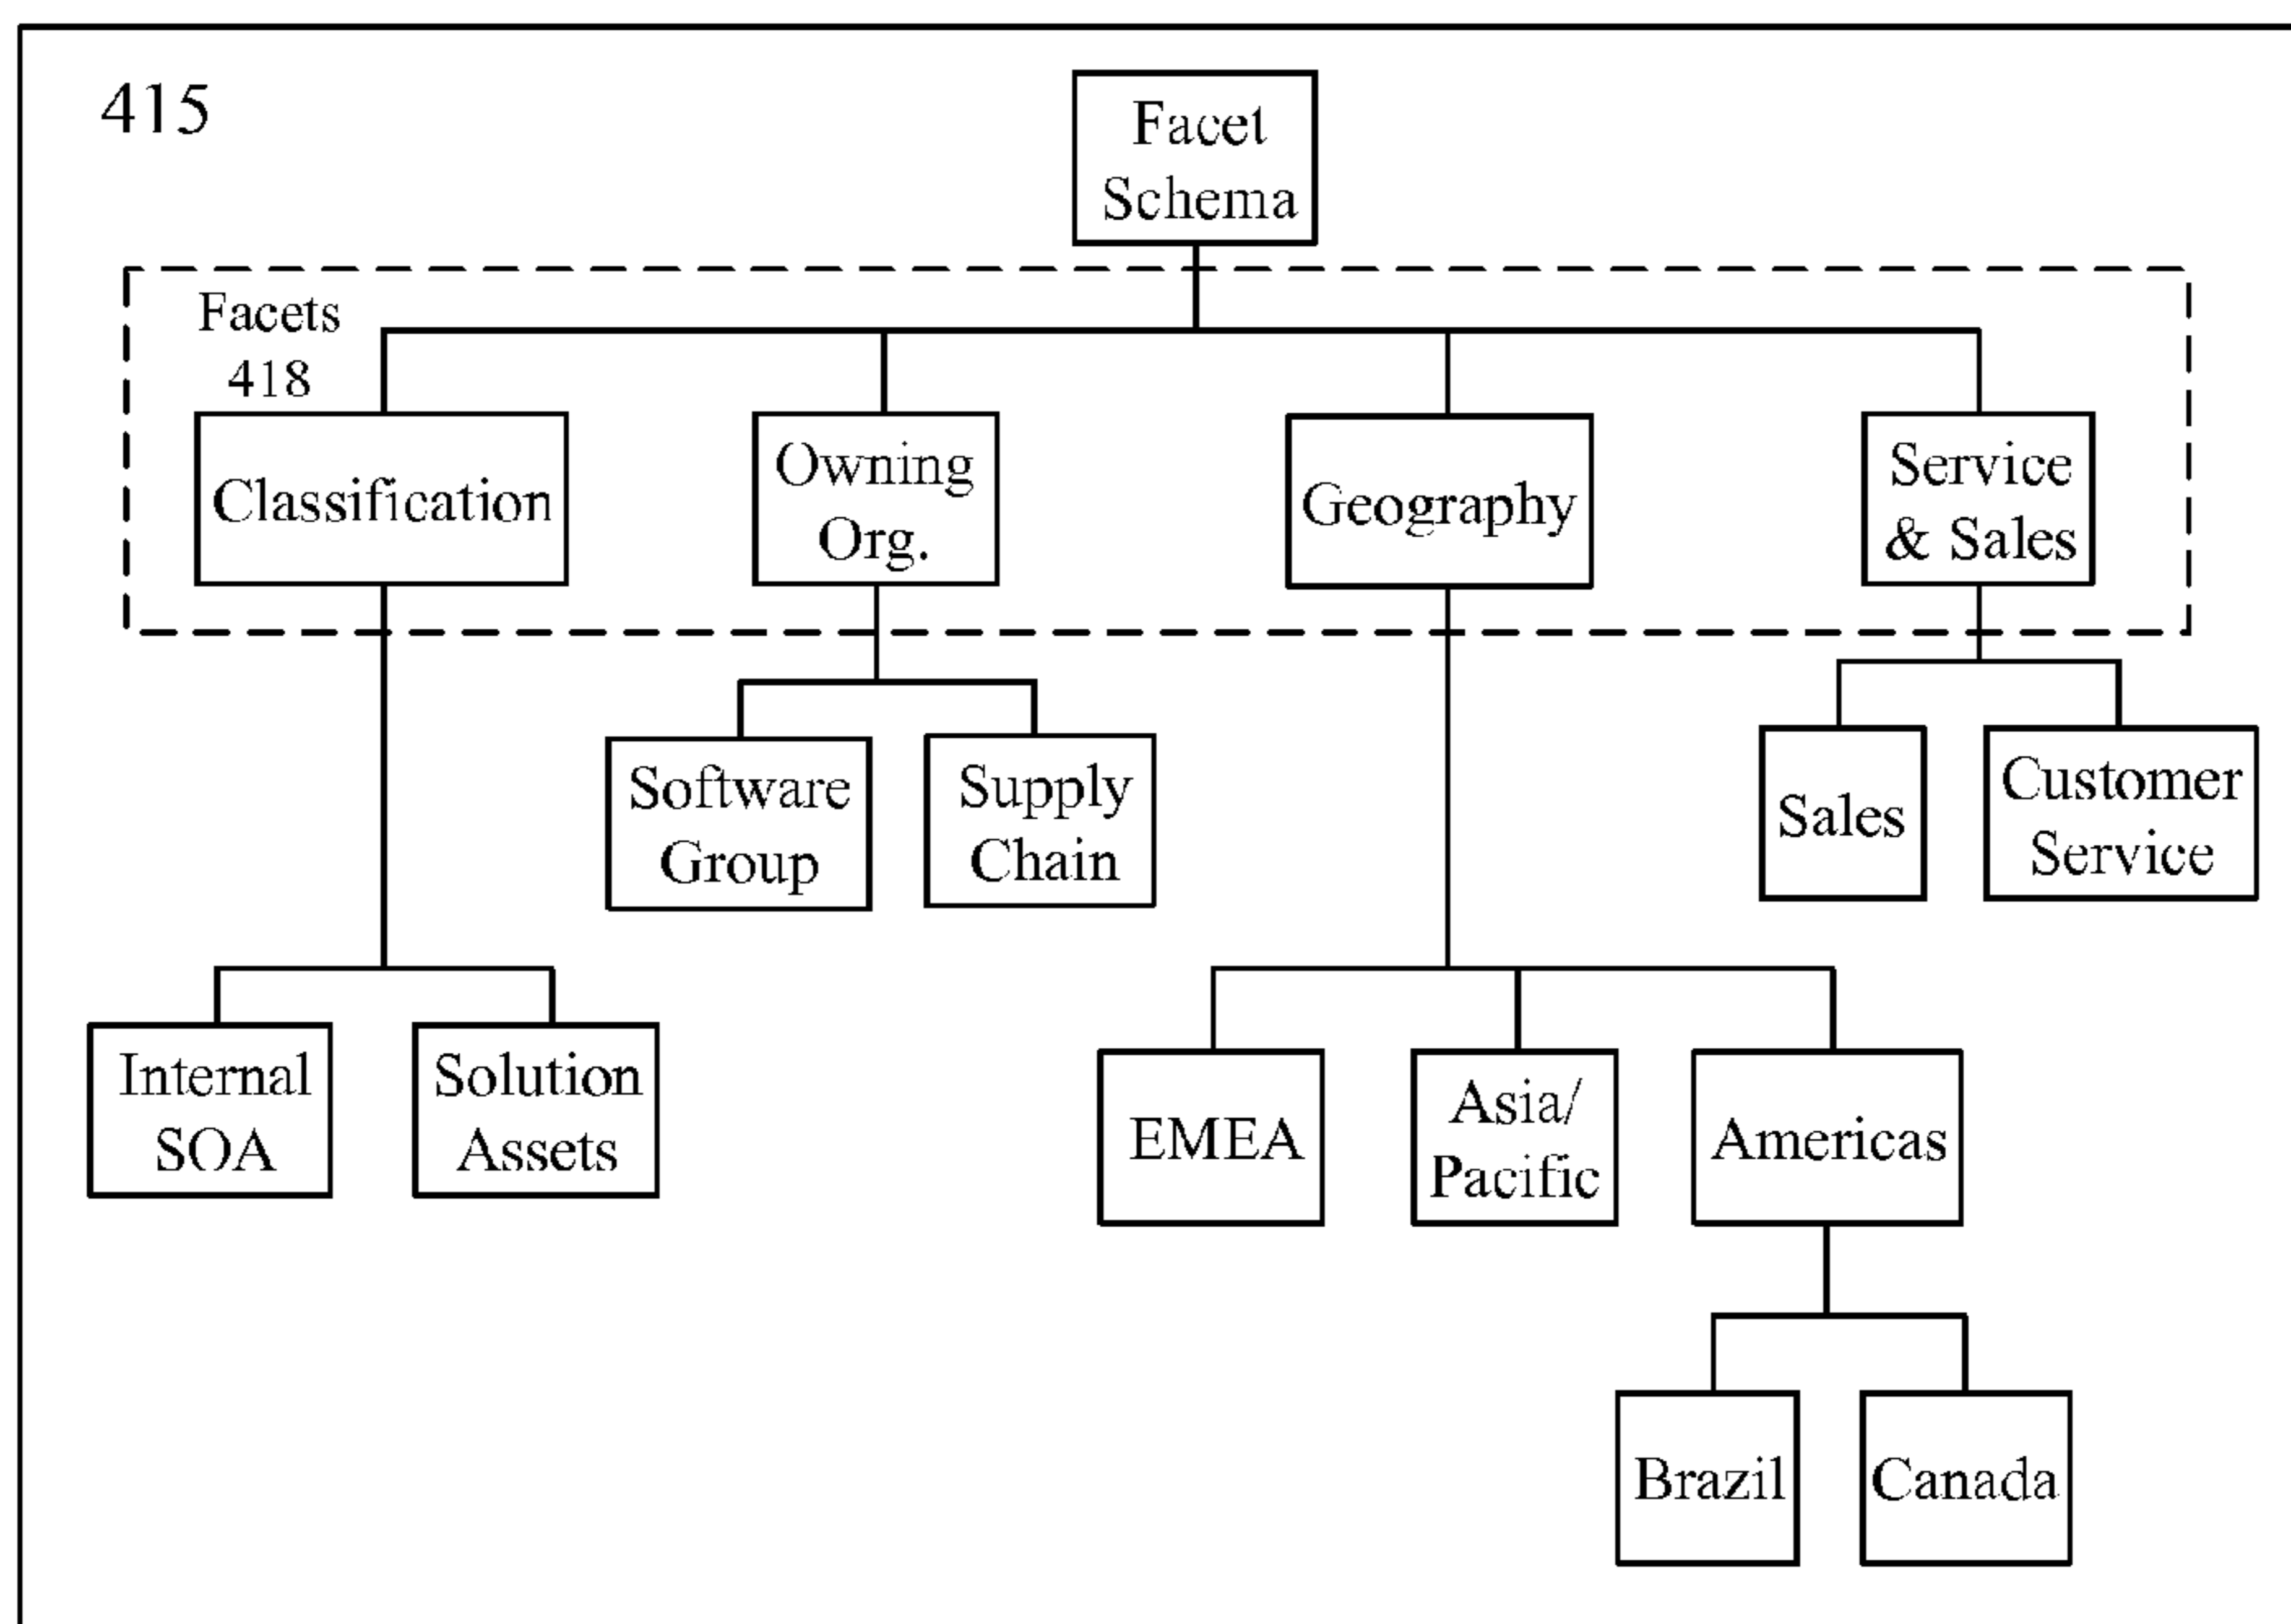 415
Facet
Schema
Facets
418
Classification
Owning
Org.
Geography
Service
& Sales
Software
Group
Supply
Chain
Sales
Customer
Service
Internal
SOA
Solution
Assets
EMEA
Asia/
Pacific
Americas
Brazil
Canada